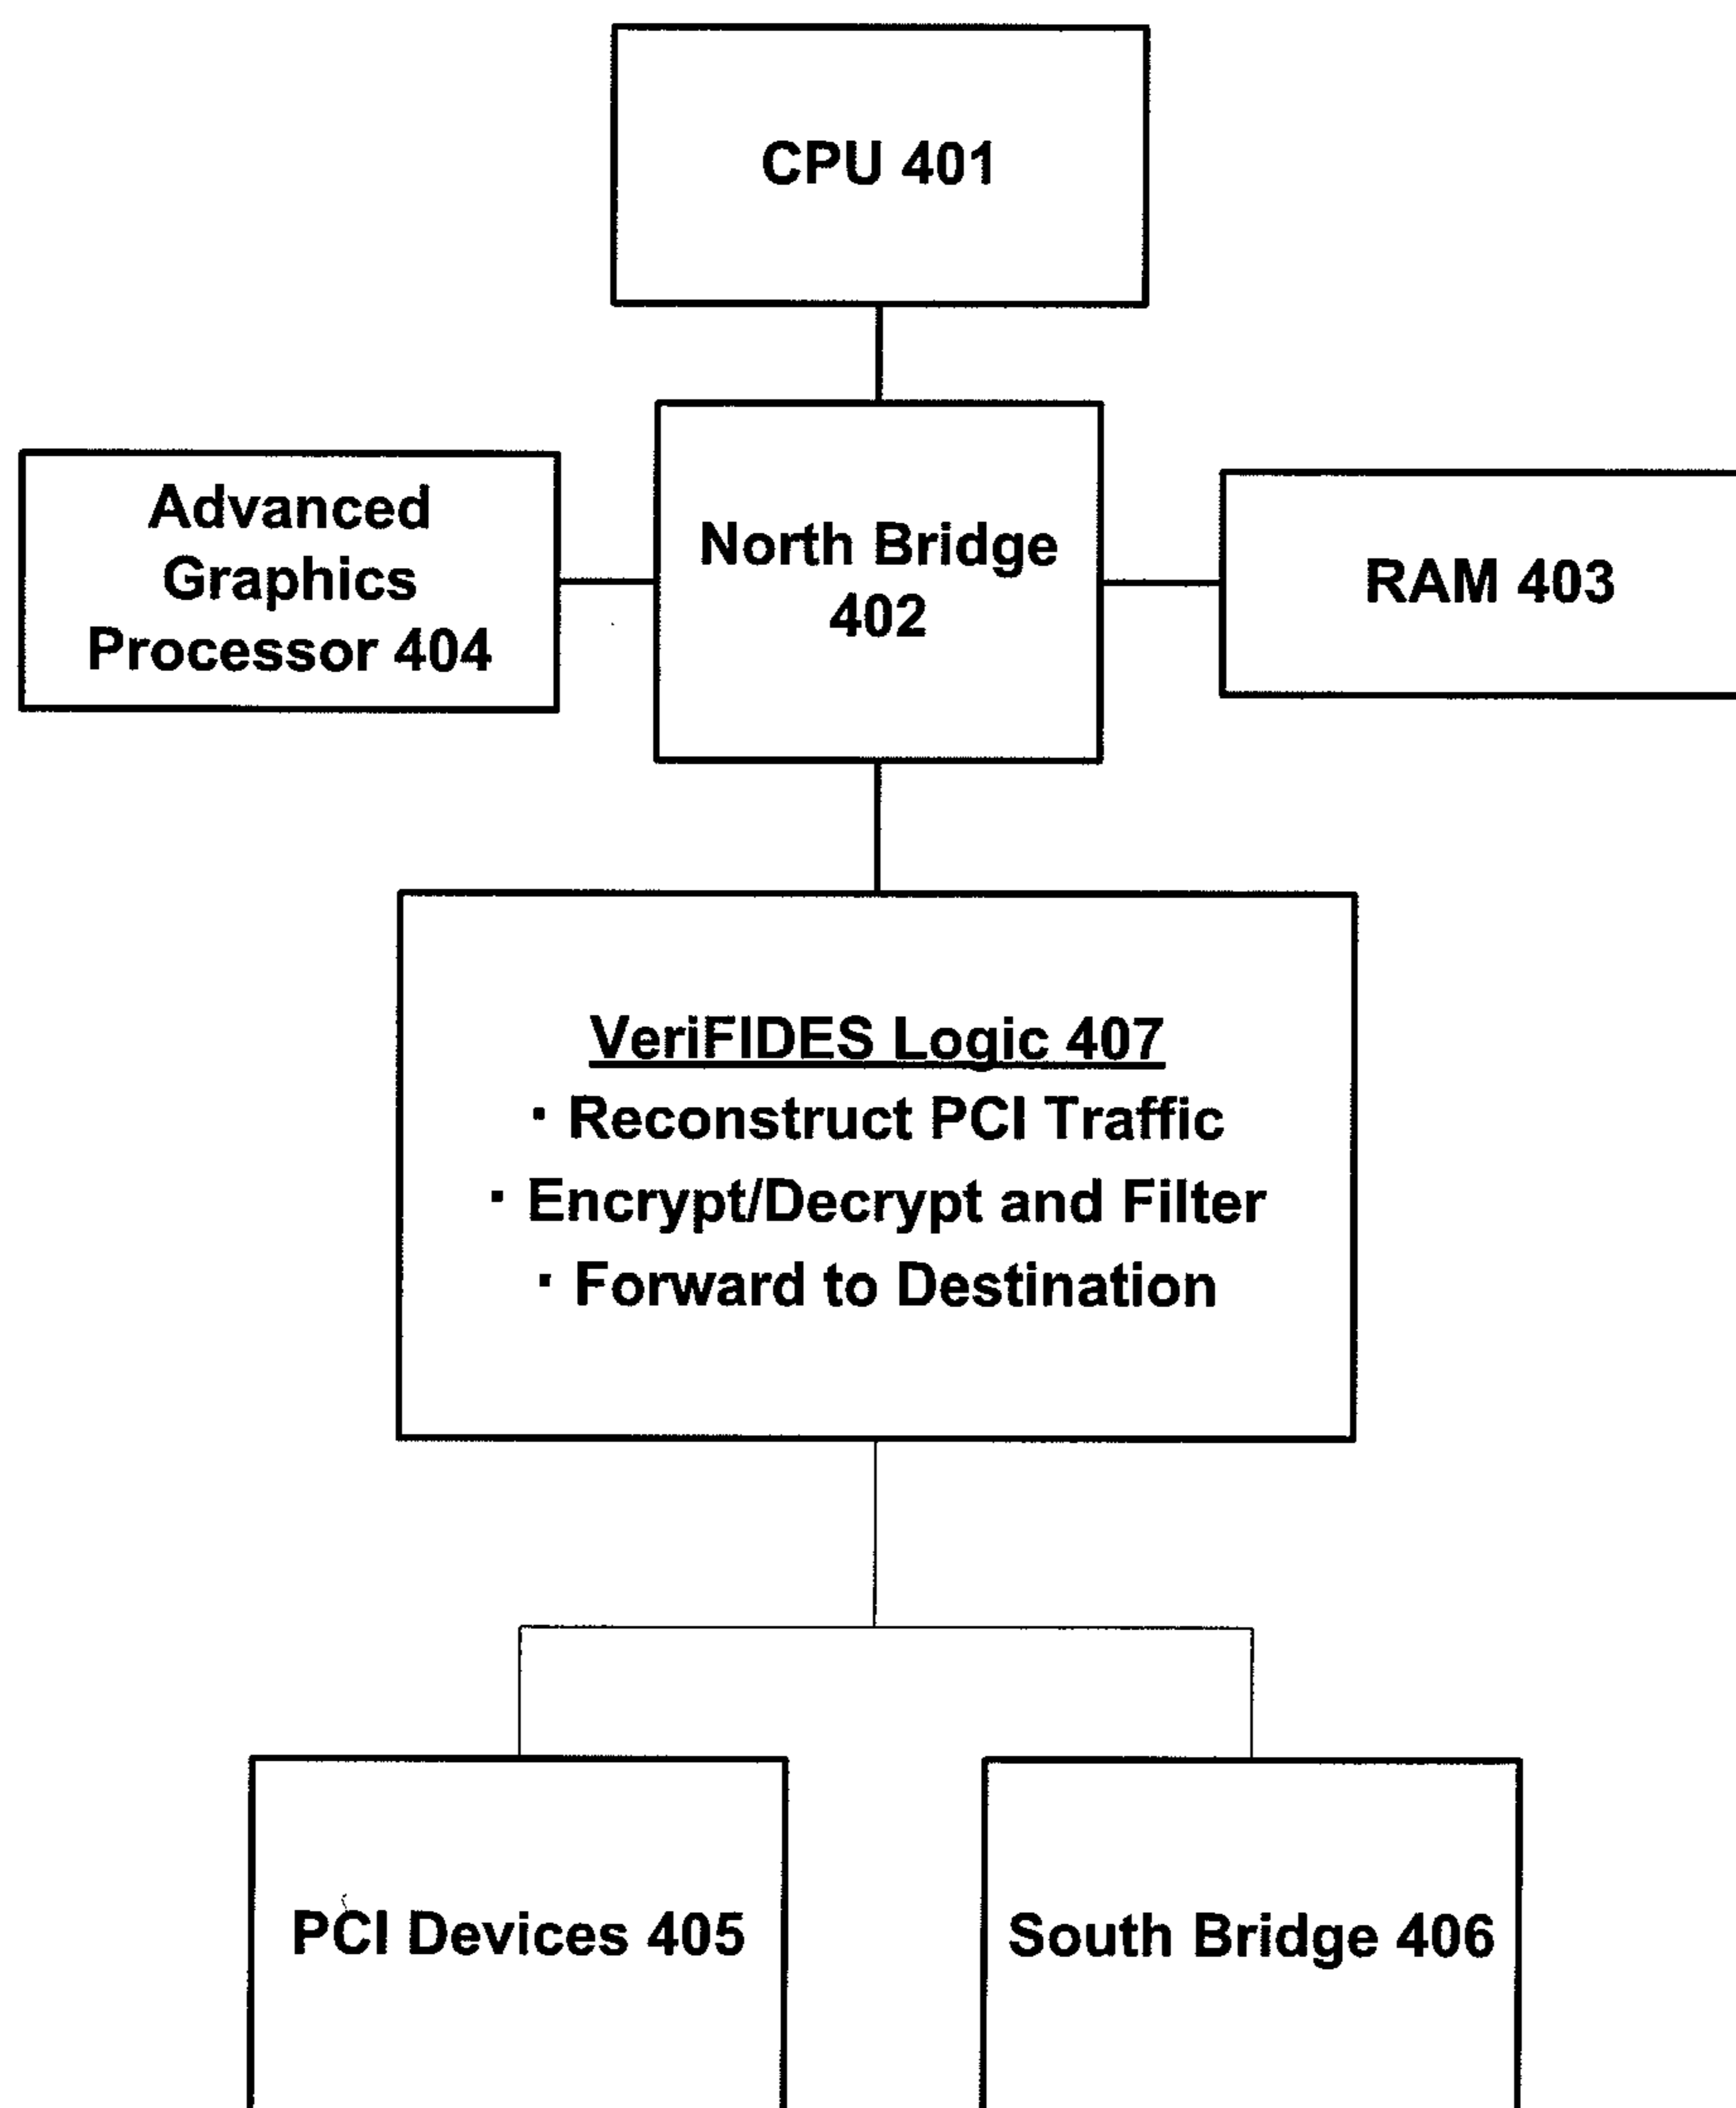 CPU 401
Advanced
Graphics
Processor 404
North Bridge
402
RAM 403
VeriFIDES Logic 407
· Reconstruct PCI Traffic
· Encrypt/Decrypt and Filter
· Forward to Destination
PCI Devices 405
South Bridge 406